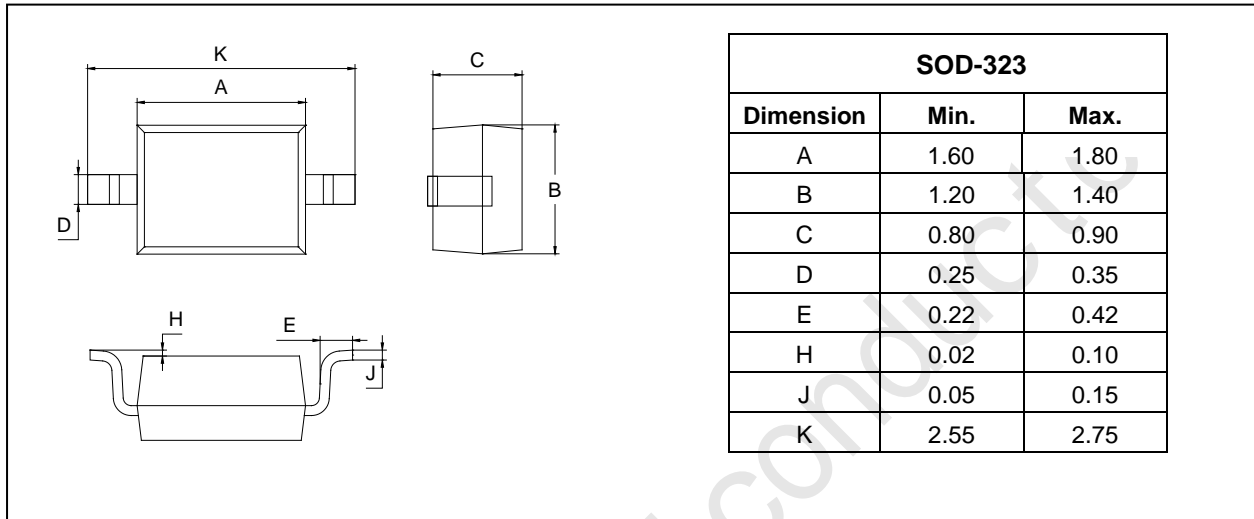 K
A
C
D
B
H
E
J
SOD-323
Dimension Min. Max.
A 1.60 1.80
B 1.20 1.40
C 0.80 0.90
D 0.25 0.35
E 0.22 0.42
H 0.02 0.10
J 0.05 0.15
K 2.55 2.75